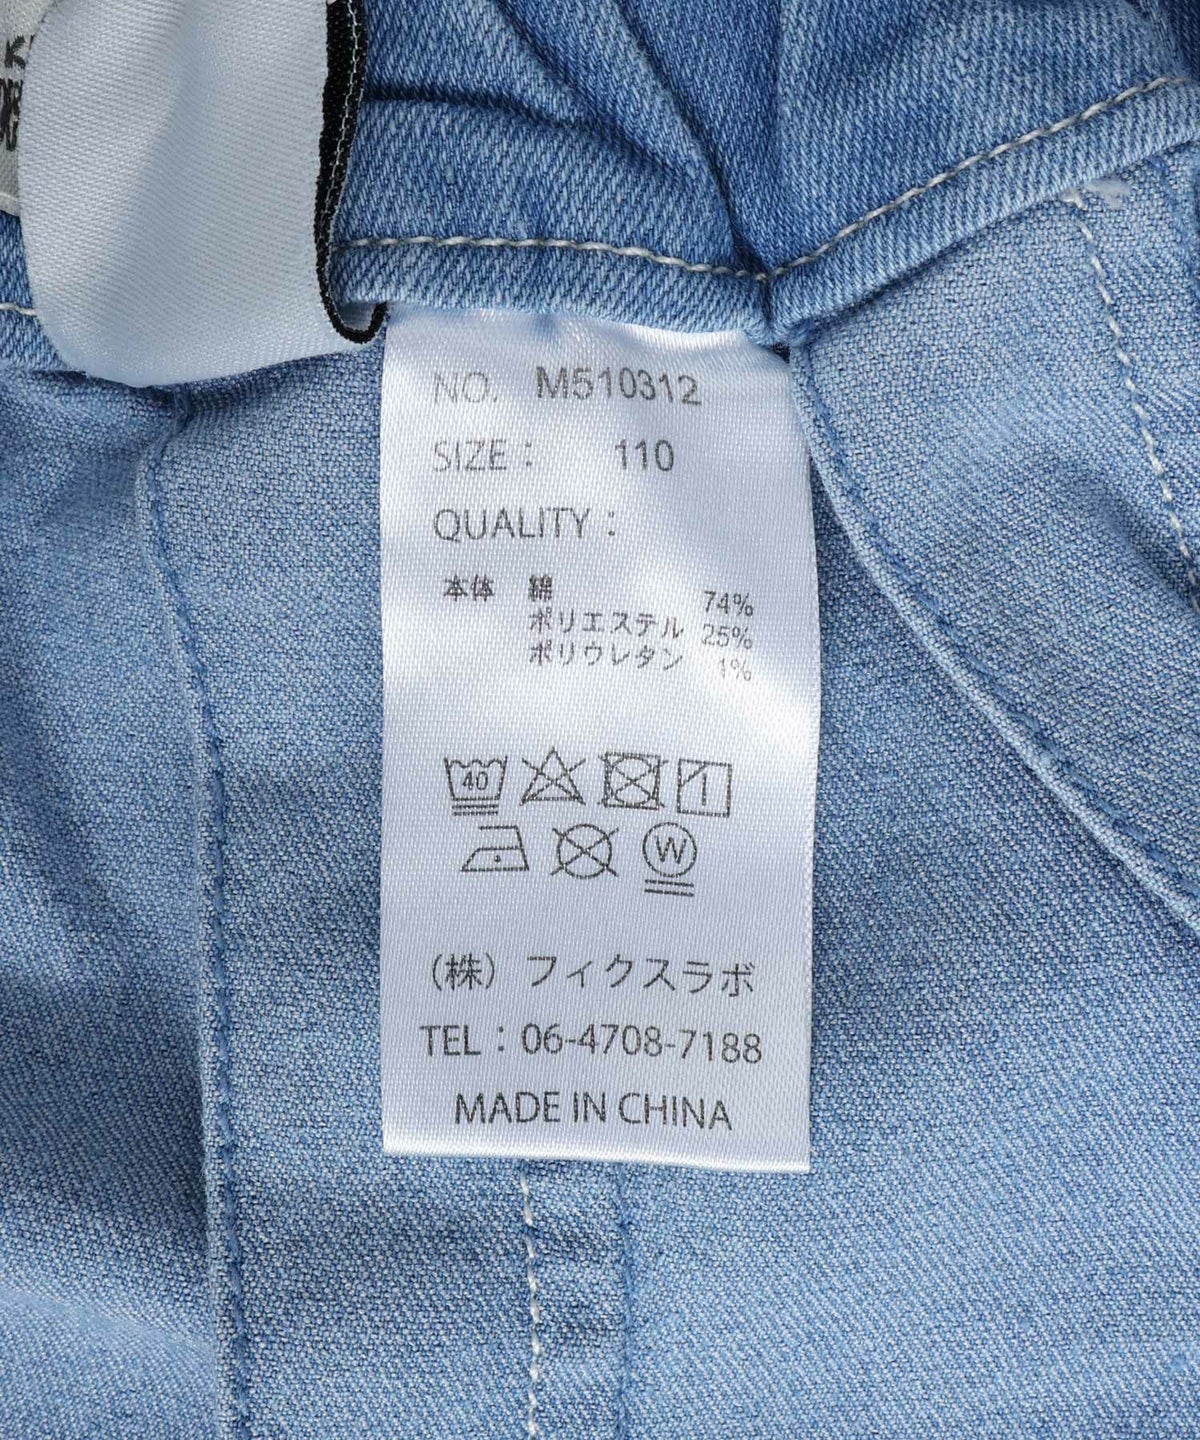 NO. M510312
SIZE : 110
QUALITY :
本体 綿 74%
ポリエステル 25%
ポリウレタン 1%
40
W
(株) フィクスラボ
TEL : 06-4708-7188
MADE IN CHINA